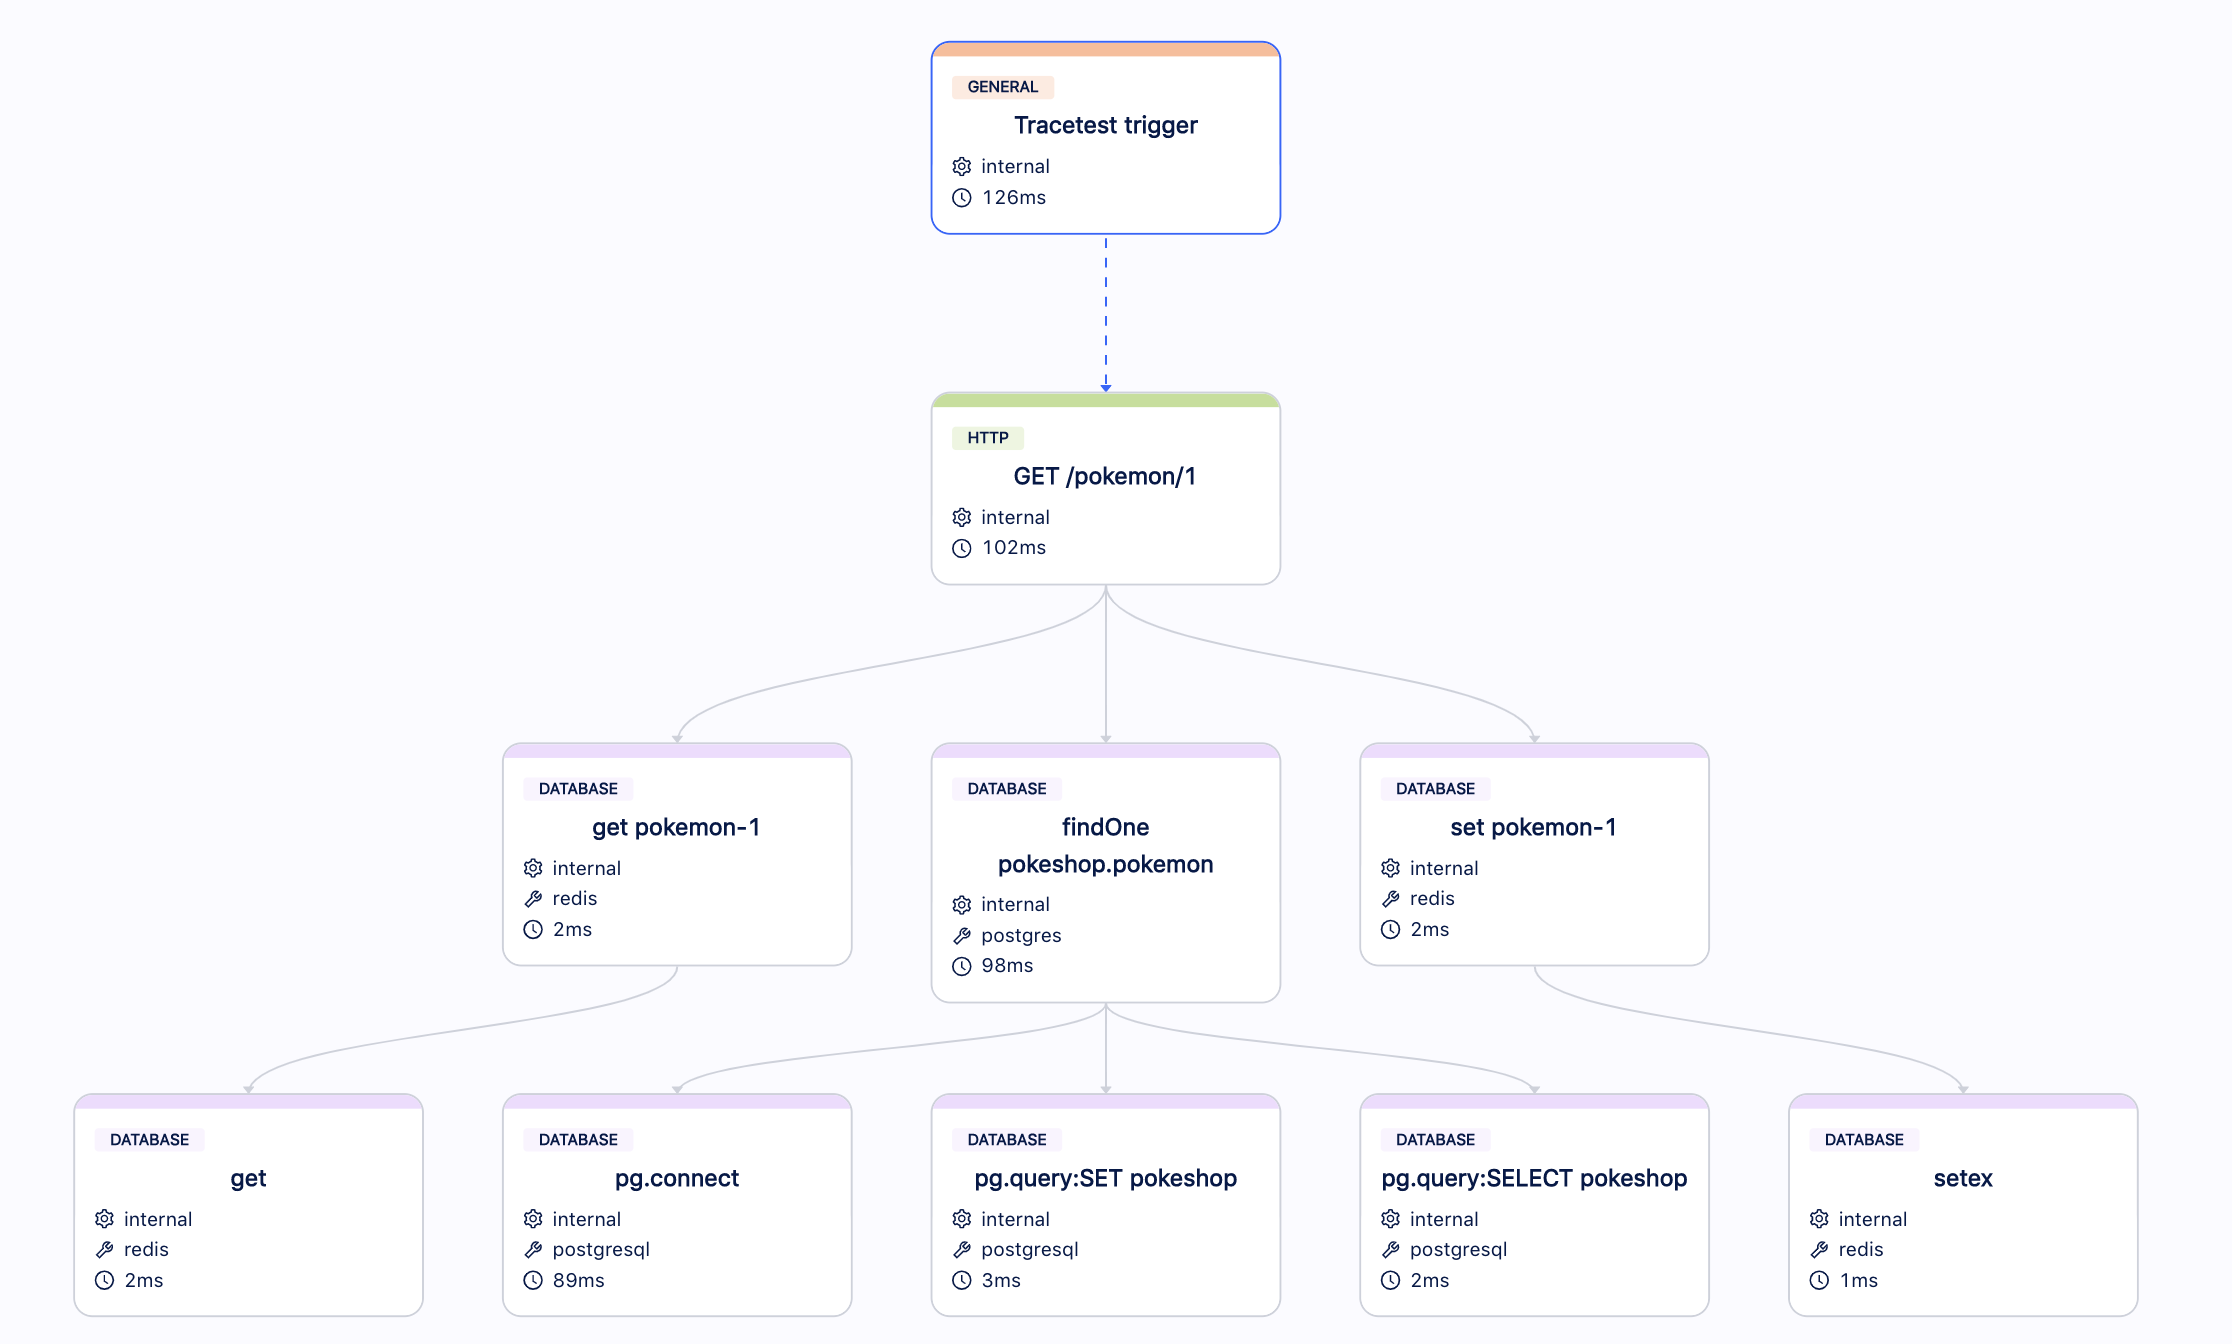 GENERAL
Tracetest trigger
internal
126ms
HTTP
GET /pokemon/1
internal
102ms
DATABASE
get pokemon-1
internal
redis
2ms
DATABASE
findOne
pokeshop.pokemon
internal
postgres
98ms
DATABASE
set pokemon-1
internal
redis
2ms
DATABASE
get
internal
redis
2ms
DATABASE
pg.connect
internal
postgresql
89ms
DATABASE
pg.query:SET pokeshop
internal
postgresql
3ms
DATABASE
pg.query:SELECT pokeshop
internal
postgresql
2ms
DATABASE
setex
internal
redis
1ms